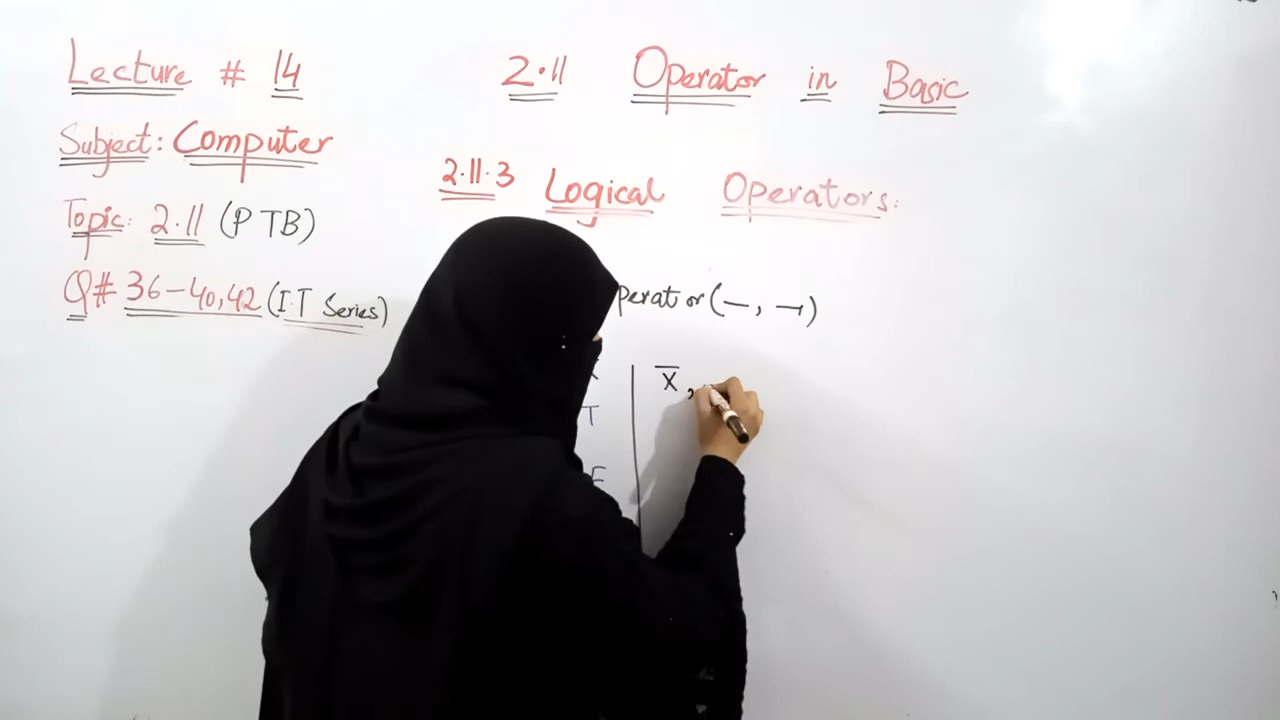 Lecture # 14
2.11 Operator in Basic
Subject: Computer
2.11.3 Logical Operators:
Topic: 2.11 (PTB)
Q# 36-40,42 (I.T Series)
perator (—, ¬)
X̅,
T
F